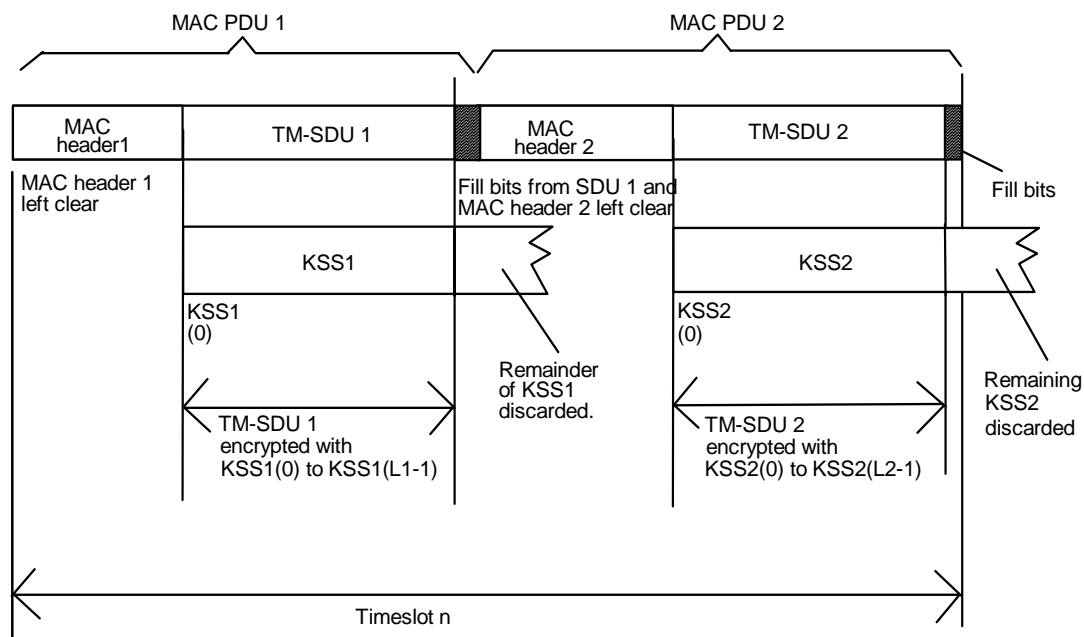 MAC PDU 1
MAC PDU 2
MAC
header1
TM-SDU 1
MAC
header 2
TM-SDU 2
MAC header 1
left clear
Fill bits from SDU 1 and
MAC header 2 left clear
Fill bits
KSS1
KSS2
KSS1
(0)
KSS2
(0)
Remainder
of KSS1
discarded.
Remaining
KSS2
discarded
TM-SDU 1
encrypted with
KSS1(0) to KSS1(L1-1)
TM-SDU 2
encrypted with
KSS2(0) to KSS2(L2-1)
Timeslot n